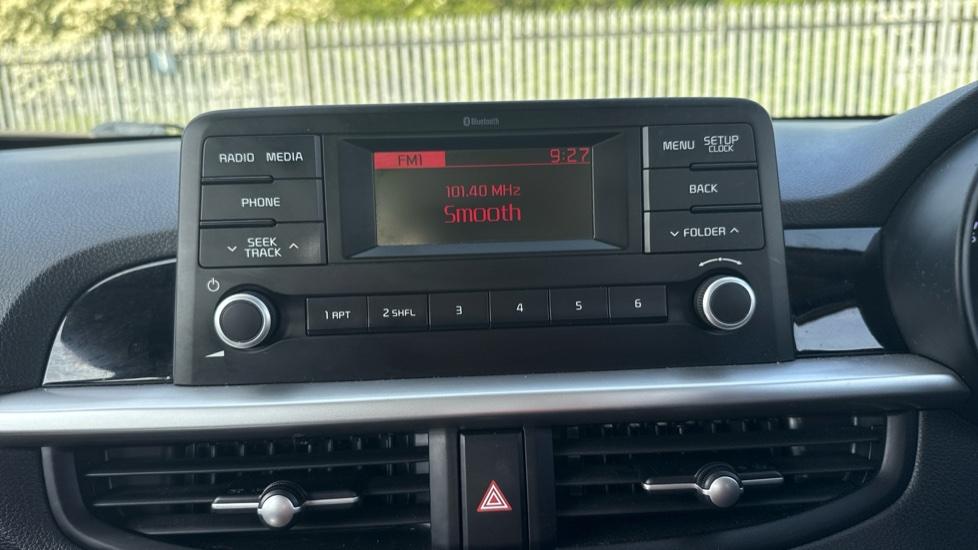 Bluetooth
RADIO MEDIA
PHONE
SEEK
TRACK
FM1 9:27
101.40 MHz
Smooth
MENU SETUP
CLOCK
BACK
FOLDER
1 RPT 2 SHFL 3 4 5 6